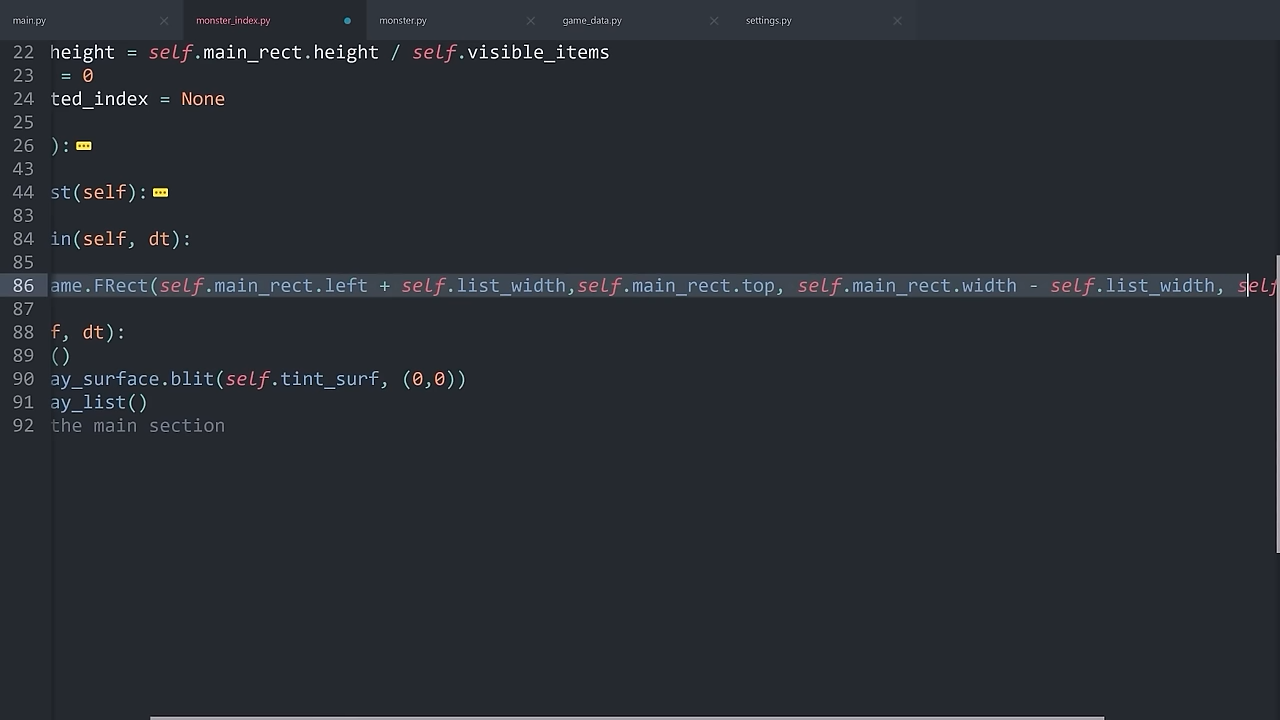 main.py monster_index.py monster.py game_data.py settings.py
22 height = self.main_rect.height / self.visible_items
23 = 0
24 ted_index = None
25
26 ):
43
44 st(self):
83
84 in(self, dt):
85
86 ame.FRect(self.main_rect.left + self.list_width,self.main_rect.top, self.main_rect.width - self.list_width, self
87
88 f, dt):
89 ()
90 ay_surface.blit(self.tint_surf, (0,0))
91 ay_list()
92 the main section